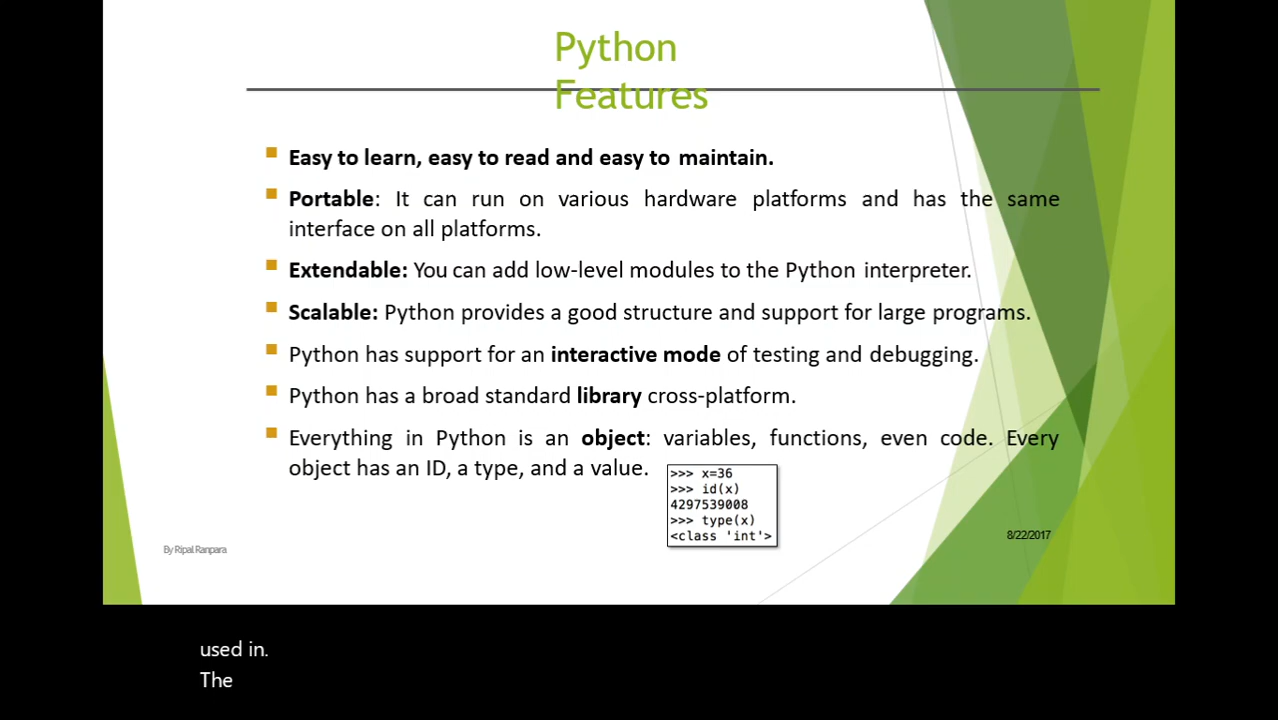 Python
Features
Easy to learn, easy to read and easy to maintain.
Portable: It can run on various hardware platforms and has the same
interface on all platforms.
Extendable: You can add low-level modules to the Python interpreter.
Scalable: Python provides a good structure and support for large programs.
Python has support for an interactive mode of testing and debugging.
Python has a broad standard library cross-platform.
Everything in Python is an object: variables, functions, even code. Every
object has an ID, a type, and a value.
>>> x=36
>>> id(x)
4297539008
>>> type(x)
<class 'int'>
By Ripal Ranpara
8/22/2017
used in.
The